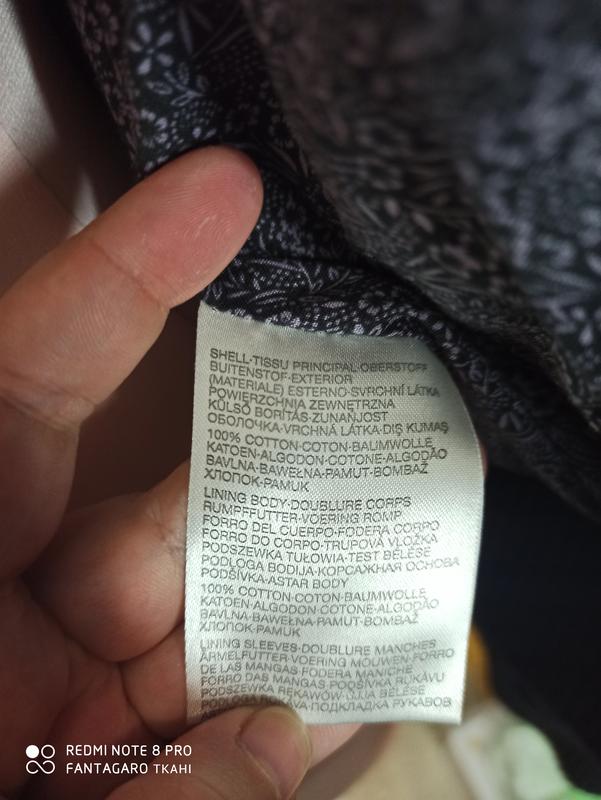 SHELL·TISSU PRINCIPAL·OBERSTOFF
BUITENSTOF·EXTERIOR
(MATERIALE) ESTERNO·SVRCHNÍ LÁTKA
POWIERZCHNIA ZEWNĘTRZNA
KÜLSŐ BORÍTÁS·ZUNANJOST
ОБОЛОЧКА·VRCHNÁ LÁTKA·DIŞ KUMAŞ
100% COTTON·COTON·BAUMWOLLE
KATOEN·ALGODON·COTONE·ALGODÃO
BAVLNA·BAWEŁNA·PAMUT·BOMBAŽ
ХЛОПОК·PAMUK
LINING BODY·DOUBLURE CORPS
RUMPFFUTTER·VOERING ROMP
FORRO DEL CUERPO·FODERA CORPO
FORRO DO CORPO·TRUPOVÁ VLOŽKA
PODSZEWKA TUŁOWIA·TEST BÉLÉSE
PODLOGA BODIJA·КОРСАЖНАЯ ОСНОВА
PODŠÍVKA·ASTAR BODY
100% COTTON·COTON·BAUMWOLLE
KATOEN·ALGODON·COTONE·ALGODÃO
BAVLNA·BAWEŁNA·PAMUT·BOMBAŽ
ХЛОПОК·PAMUK
LINING SLEEVES·DOUBLURE MANCHES
ÄRMELFUTTER·VOERING MOUWEN·FORRO
DE LAS MANGAS·FODERA MANICHE
FORRO DAS MANGAS·PODŠÍVKA RUKÁVU
PODSZEWKA RĘKAWÓW·UJJA BÉLÉSE
PODLOGA ROKAVA·ПОДКЛАДКА РУКАВОВ
REDMI NOTE 8 PRO
FANTAGARO ТКАНІ